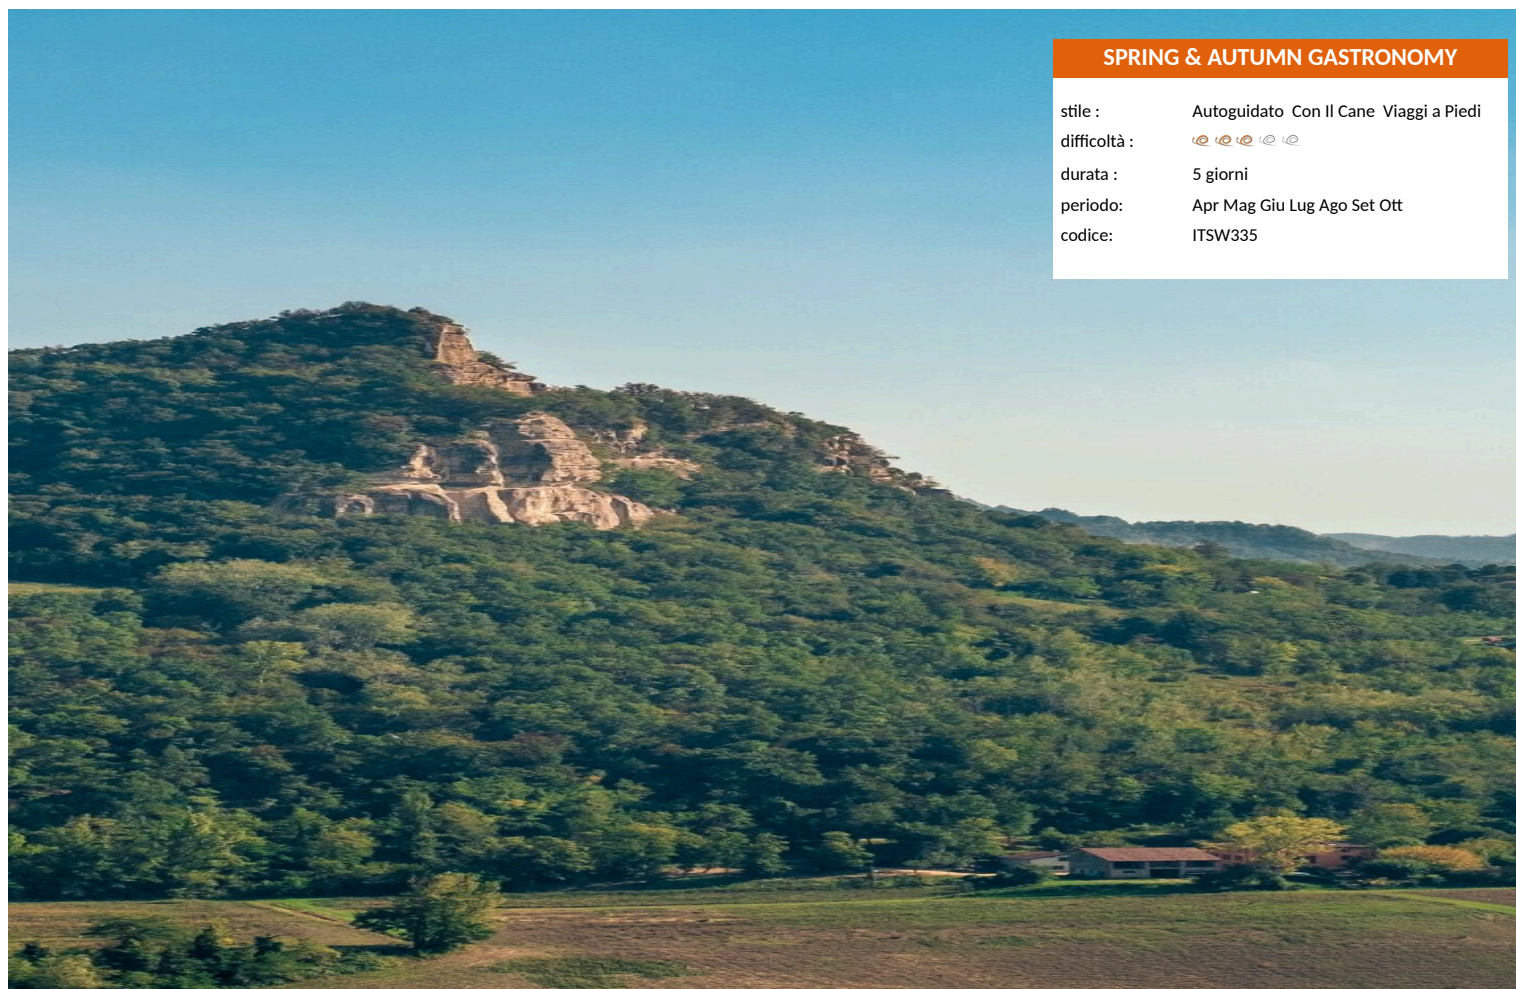 SPRING & AUTUMN GASTRONOMY
stile : Autoguidato Con Il Cane Viaggi a Piedi
difficoltà :
durata : 5 giorni
periodo: Apr Mag Giu Lug Ago Set Ott
codice: ITSW335